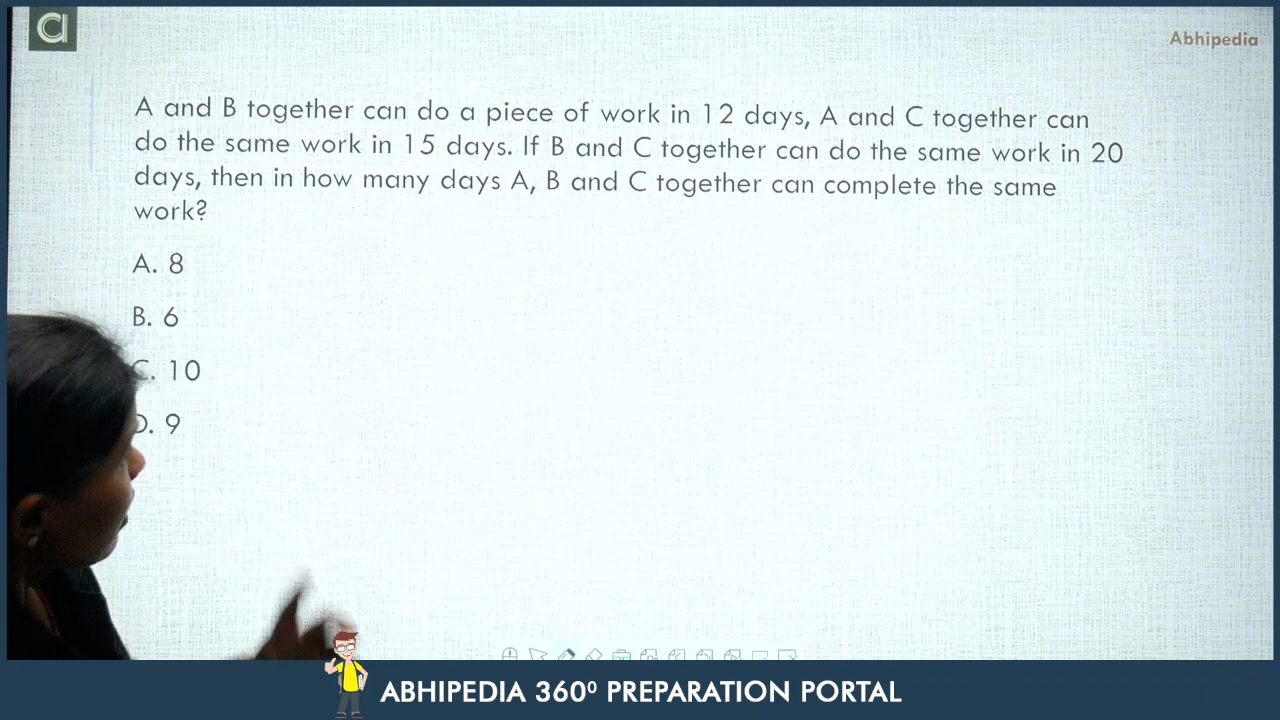 Abhipedia
A and B together can do a piece of work in 12 days, A and C together can
do the same work in 15 days. If B and C together can do the same work in 20
days, then in how many days A, B and C together can complete the same
work?
A. 8
B. 6
C. 10
D. 9
ABHIPEDIA 360⁰ PREPARATION PORTAL